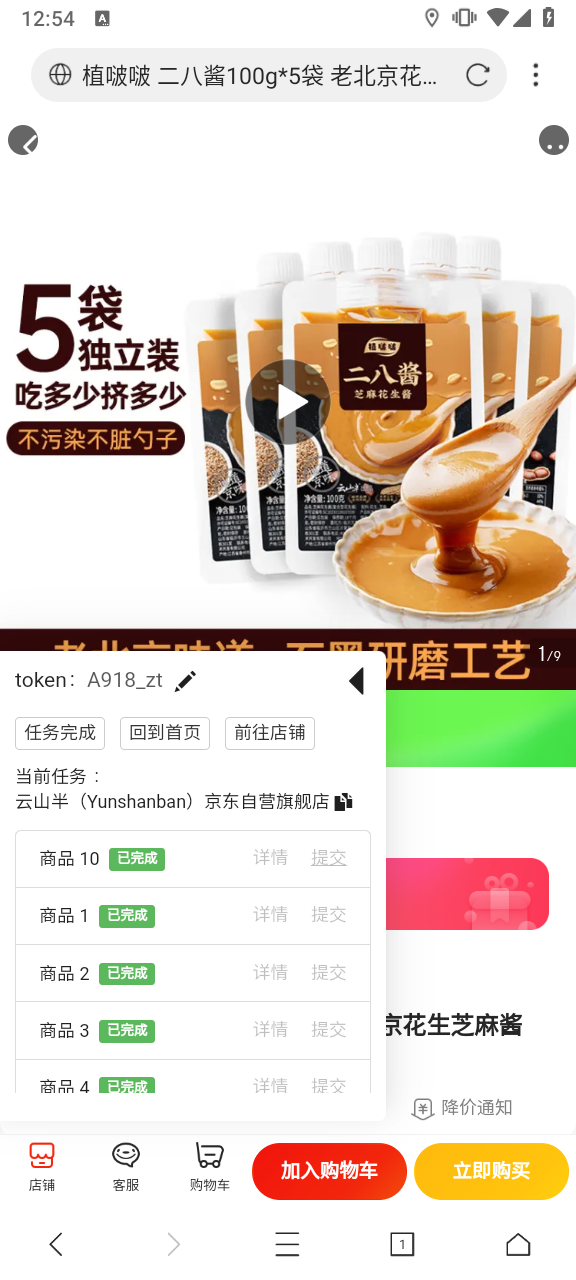 12:54
A
植啵啵 二八酱100g*5袋 老北京花...
5袋
独立装
吃多少挤多少
不污染不脏勺子
植啵啵
二八酱
芝麻花生酱
净含量:100克
1/9
token： A918_zt
任务完成 回到首页 前往店铺
当前任务：
云山半（Yunshanban）京东自营旗舰店
商品 10 已完成 详情 提交
商品 1 已完成 详情 提交
商品 2 已完成 详情 提交
商品 3 已完成 详情 提交
商品 4 已完成 详情 提交
京花生芝麻酱
降价通知
店铺 客服 购物车 加入购物车 立即购买
1